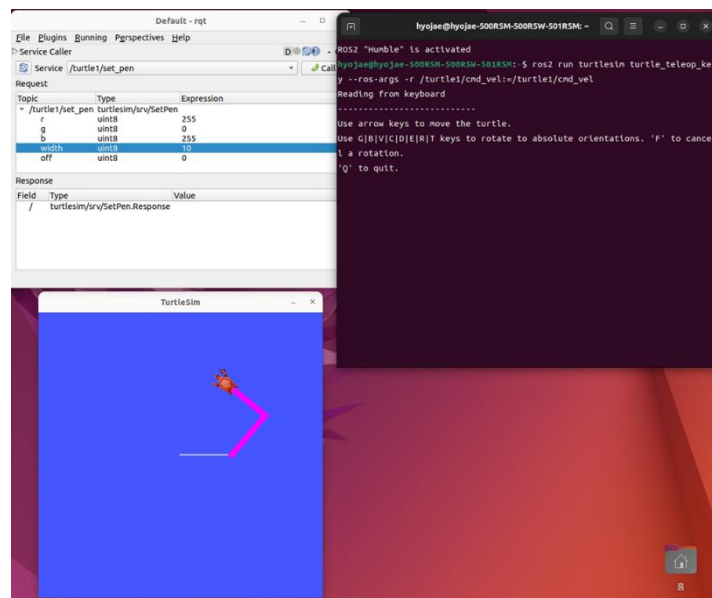 Default - rqt
File Plugins Running Perspectives Help
Service Caller
Service /turtle1/set_pen Call
Request
Topic Type Expression
/turtle1/set_pen turtlesim/srv/SetPen
r uint8 255
g uint8 0
b uint8 255
width uint8 10
off uint8 0
Response
Field Type Value
/ turtlesim/srv/SetPen.Response
hyojae@hyojae-500R5M-500R5W-501R5M: ~
ROS2 "Humble" is activated
hyojae@hyojae-500R5M-500R5W-501R5M:~$ ros2 run turtlesim turtle_teleop_ke
y --ros-args -r /turtle1/cmd_vel:=/turtle1/cmd_vel
Reading from keyboard
---------------------------
Use arrow keys to move the turtle.
Use G|B|V|C|D|E|R|T keys to rotate to absolute orientations. 'F' to cance
l a rotation.
'Q' to quit.
TurtleSim